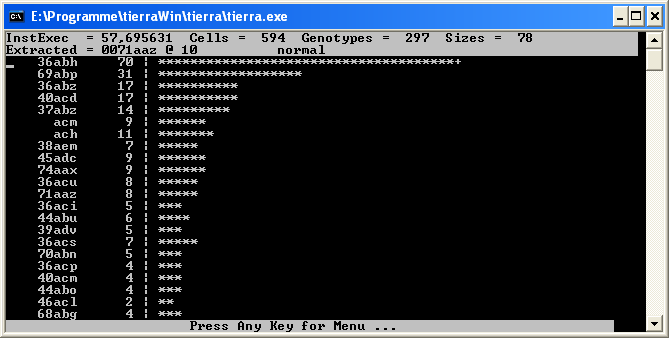 E:\Programme\tierraWin\tierra\tierra.exe
InstExec = 57,695631 Cells = 594 Genotypes = 297 Sizes = 78
Extracted = 0071aaz @ 10 normal
36abh 70 | *************************************+
69abp 31 | ******************
36abz 17 | **********
40acd 17 | **********
37abz 14 | *********
acm 9 | ******
ach 11 | *******
38aem 7 | *****
45adc 9 | ******
74aax 9 | ******
36acu 8 | *****
71aaz 8 | *****
36aci 5 | ***
44abu 6 | ****
39adv 5 | ***
36acs 7 | *****
70abn 5 | ***
36acp 4 | ***
40acm 4 | ***
44abo 4 | ***
46acl 2 | **
68abg 4 | ***
Press Any Key for Menu ...